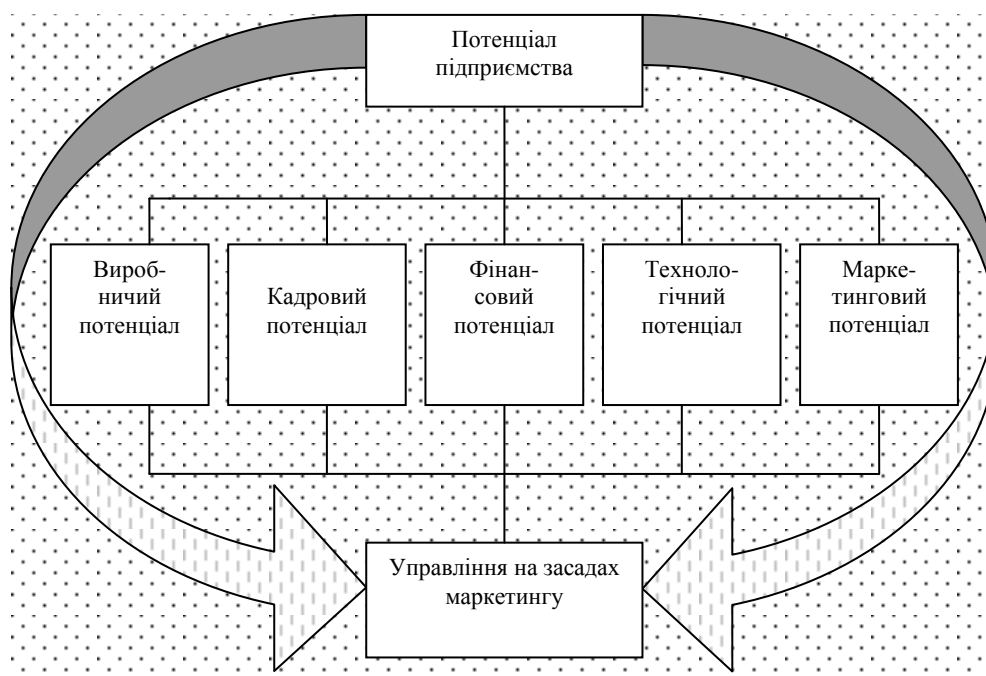 Потенціал
підприємства
Вироб-
ничий
потенціал
Кадровий
потенціал
Фінан-
совий
потенціал
Техноло-
гічний
потенціал
Марке-
тинговий
потенціал
Управління на засадах
маркетингу